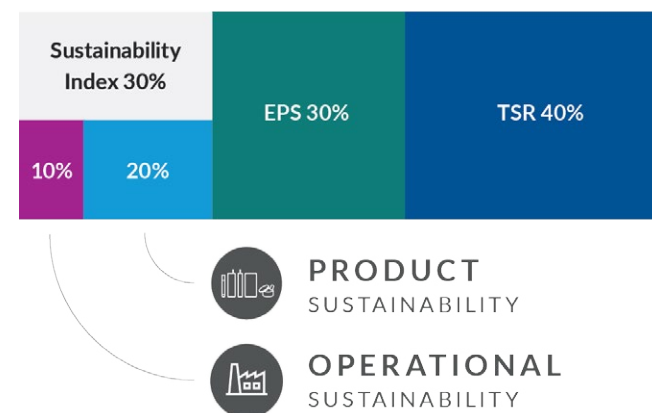 Sustainability
Index 30%
EPS 30%
TSR 40%
10%
20%
PRODUCT
SUSTAINABILITY
OPERATIONAL
SUSTAINABILITY